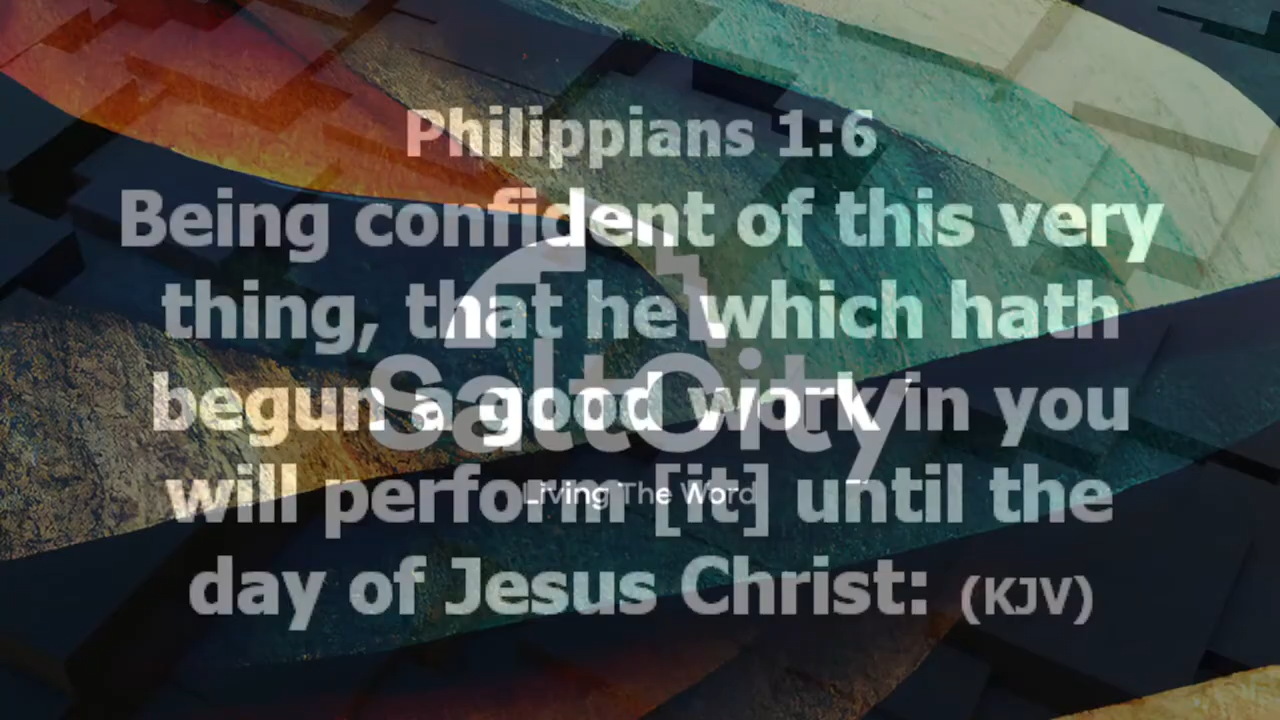 Philippians 1:6
Being confident of this very
thing, that he which hath
begun a good work in you
will perform [it] until the
day of Jesus Christ: (KJV)
SaltCity
Living The Word